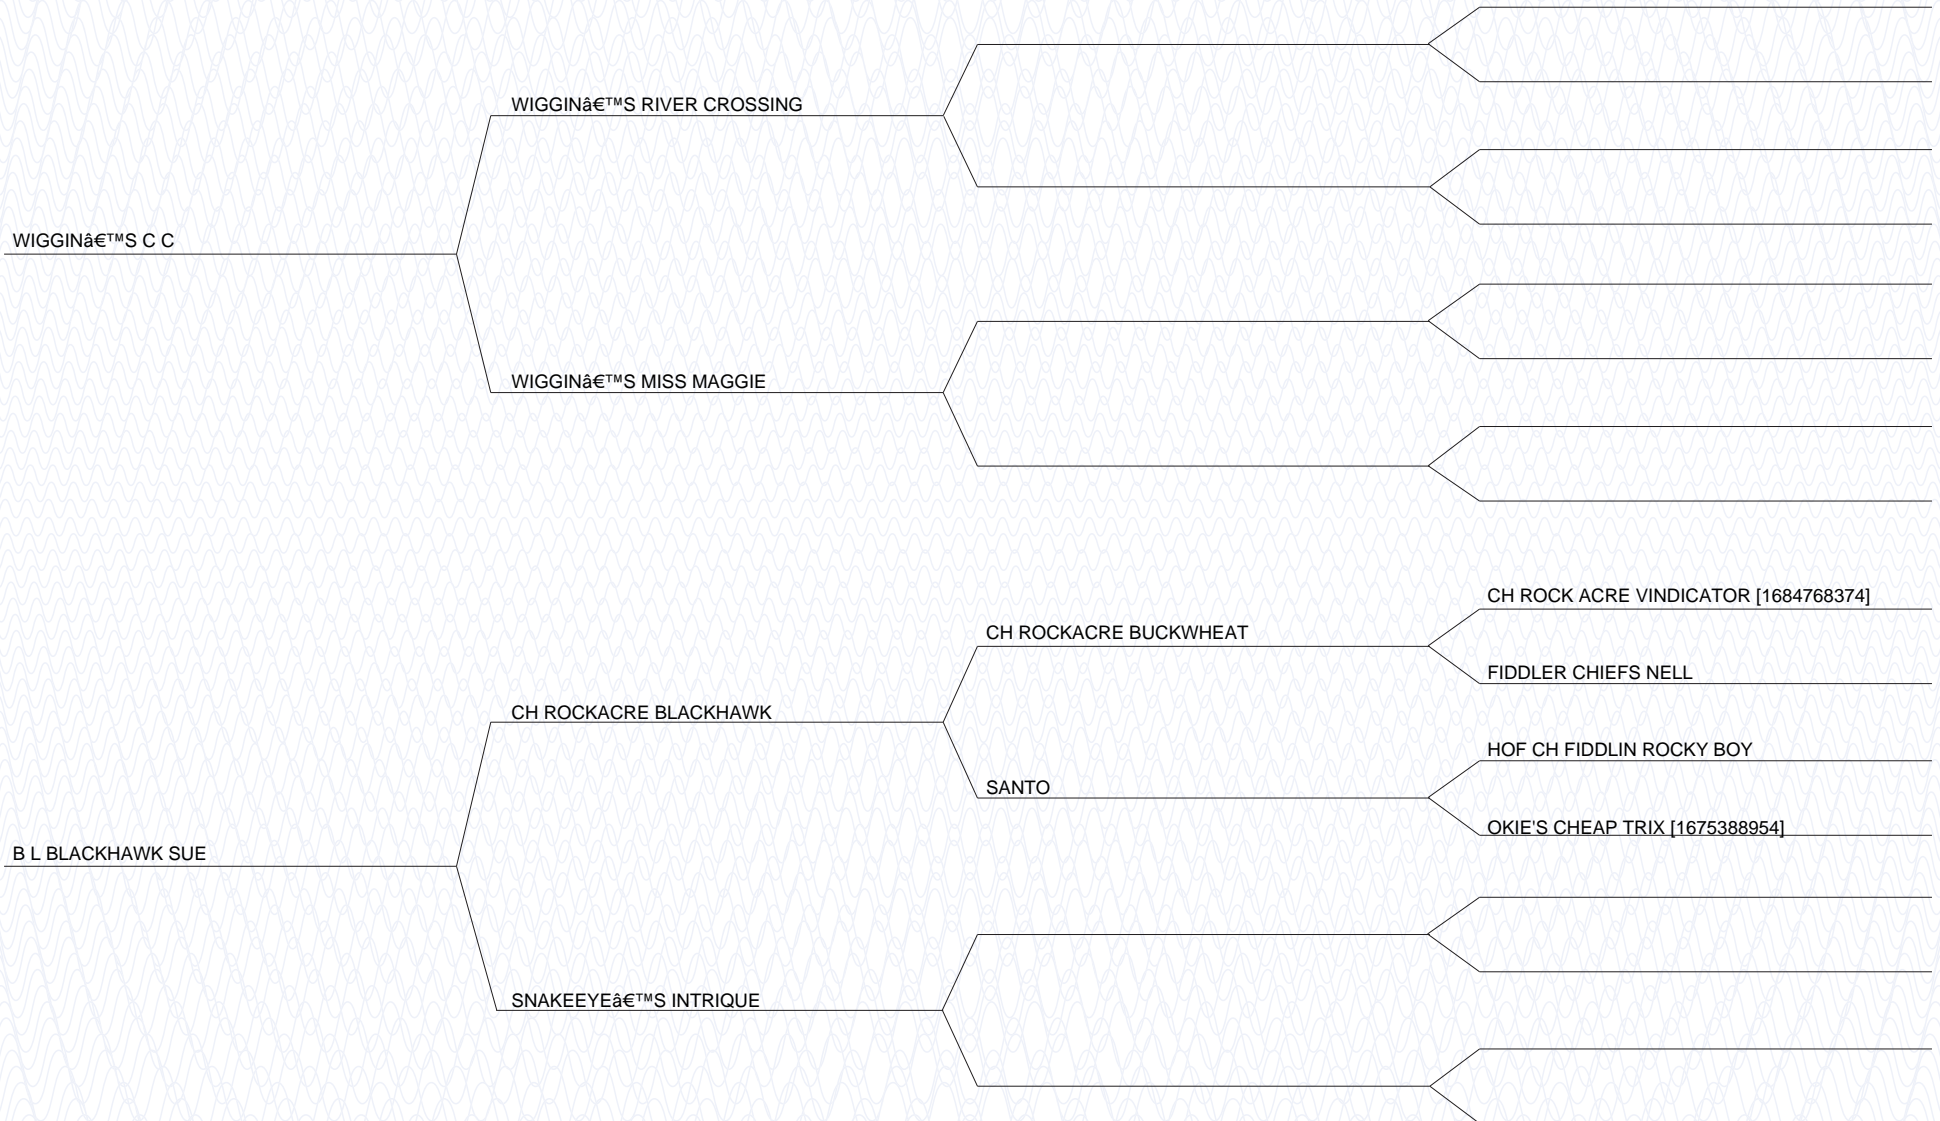 WIGGINâ€™S RIVER CROSSING
WIGGINâ€™S C C
WIGGINâ€™S MISS MAGGIE
CH ROCK ACRE VINDICATOR [1684768374]
CH ROCKACRE BUCKWHEAT
FIDDLER CHIEFS NELL
CH ROCKACRE BLACKHAWK
HOF CH FIDDLIN ROCKY BOY
SANTO
OKIE'S CHEAP TRIX [1675388954]
B L BLACKHAWK SUE
SNAKEEYEâ€™S INTRIQUE